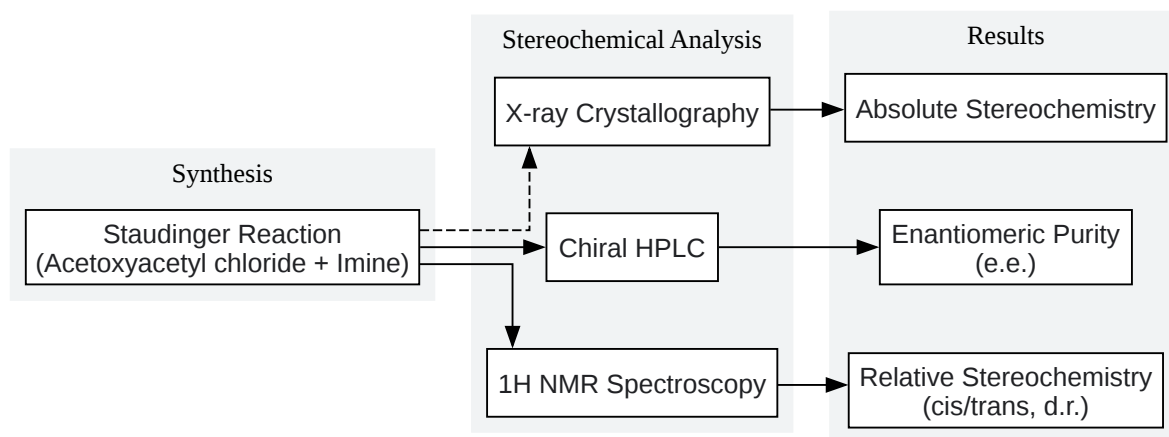 Synthesis
Staudinger Reaction
(Acetoxyacetyl chloride + Imine)
Stereochemical Analysis
X-ray Crystallography
Chiral HPLC
1H NMR Spectroscopy
Results
Absolute Stereochemistry
Enantiomeric Purity
(e.e.)
Relative Stereochemistry
(cis/trans, d.r.)